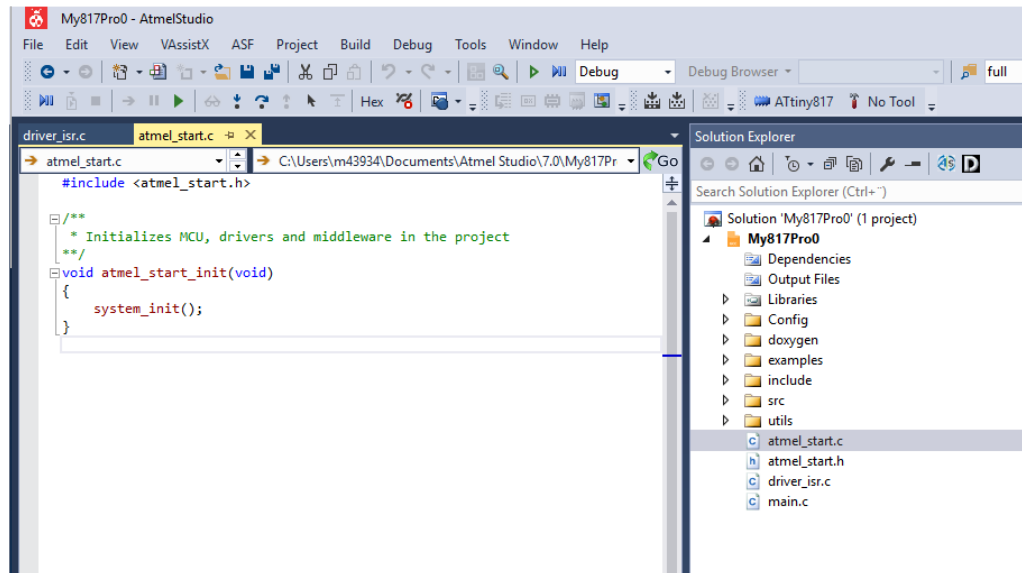 My817Pro0 - AtmelStudio
File Edit View VAssistX ASF Project Build Debug Tools Window Help
Debug Debug Browser full
Hex ATtiny817 No Tool
driver_isr.c atmel_start.c
atmel_start.c C:\Users\m43934\Documents\Atmel Studio\7.0\My817Pr Go
#include <atmel_start.h>
/**
* Initializes MCU, drivers and middleware in the project
**/
void atmel_start_init(void)
{
system_init();
}
Solution Explorer
Search Solution Explorer (Ctrl+¨)
Solution 'My817Pro0' (1 project)
My817Pro0
Dependencies
Output Files
Libraries
Config
doxygen
examples
include
src
utils
atmel_start.c
atmel_start.h
driver_isr.c
main.c